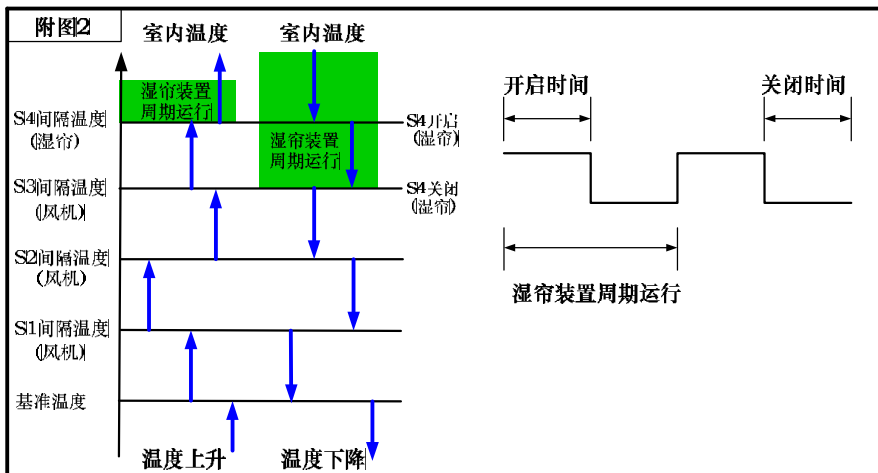 附图2
室内温度
室内温度
湿帘装置
周期运行
S4间隔温度
(湿帘)
S4开启
(湿帘)
湿帘装置
周期运行
S3间隔温度
(风机)
S4关闭
(湿帘)
S2间隔温度
(风机)
S1间隔温度
(风机)
基准温度
温度上升
温度下降
开启时间
关闭时间
湿帘装置周期运行